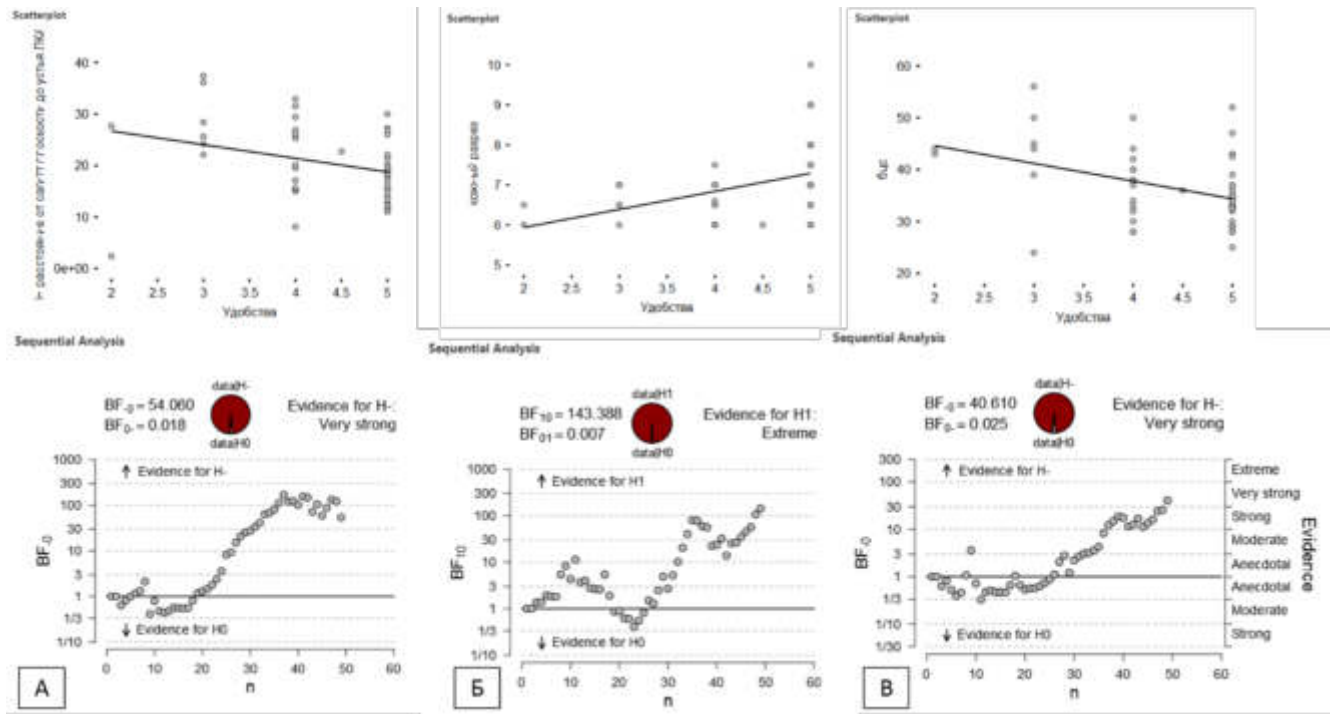 Scatterplot
Scatterplot
Scatterplot
расстояние от
до устья ПКА
40
30
20
10
0e+00
2
2.5
3
3.5
4
4.5
5
Удобства
кожный разрез
10
9
8
7
6
5
2
2.5
3
3.5
4
4.5
5
Удобства
60
50
40
30
20
2
2.5
3
3.5
4
4.5
5
Удобства
Sequential Analysis
data|H-
BF-0 = 54.060
BF0- = 0.018
Evidence for H-:
Very strong
data|H0
1000
300
100
30
10
3
1
1/3
1/10
↑ Evidence for H-
↓ Evidence for H0
BF-0
0
10
20
30
40
50
60
n
А
Sequential Analysis
data|H1
BF10 = 143.388
BF01 = 0.007
Evidence for H1:
Extreme
data|H0
1000
300
100
30
10
3
1
1/3
1/10
↑ Evidence for H1
↓ Evidence for H0
BF10
0
10
20
30
40
50
60
n
Б
Sequential Analysis
data|H-
BF-0 = 40.610
BF0- = 0.025
Evidence for H-:
Very strong
data|H0
300
100
30
10
3
1
1/3
1/10
1/30
↑ Evidence for H-
↓ Evidence for H0
BF-0
Extreme
Very strong
Strong
Moderate
Anecdotal
Anecdotal
Moderate
Strong
Evidence
0
10
20
30
40
50
60
n
В